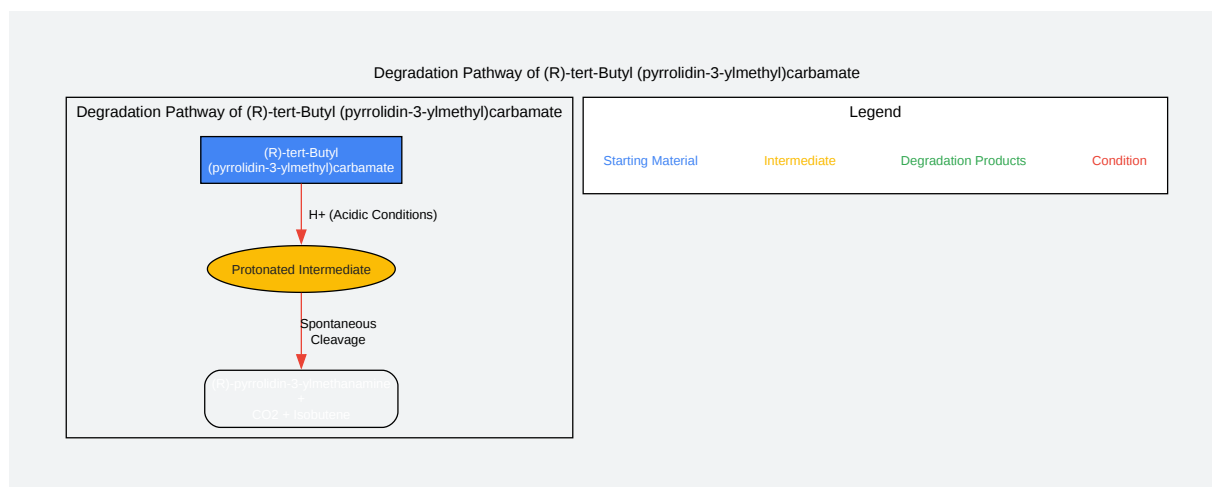 Degradation Pathway of (R)-tert-Butyl (pyrrolidin-3-ylmethyl)carbamate
Degradation Pathway of (R)-tert-Butyl (pyrrolidin-3-ylmethyl)carbamate
(R)-tert-Butyl
(pyrrolidin-3-ylmethyl)carbamate
H+ (Acidic Conditions)
Protonated Intermediate
Spontaneous
Cleavage
(R)-pyrrolidin-3-ylmethanamine
+
CO2 + Isobutene
Legend
Starting Material
Intermediate
Degradation Products
Condition